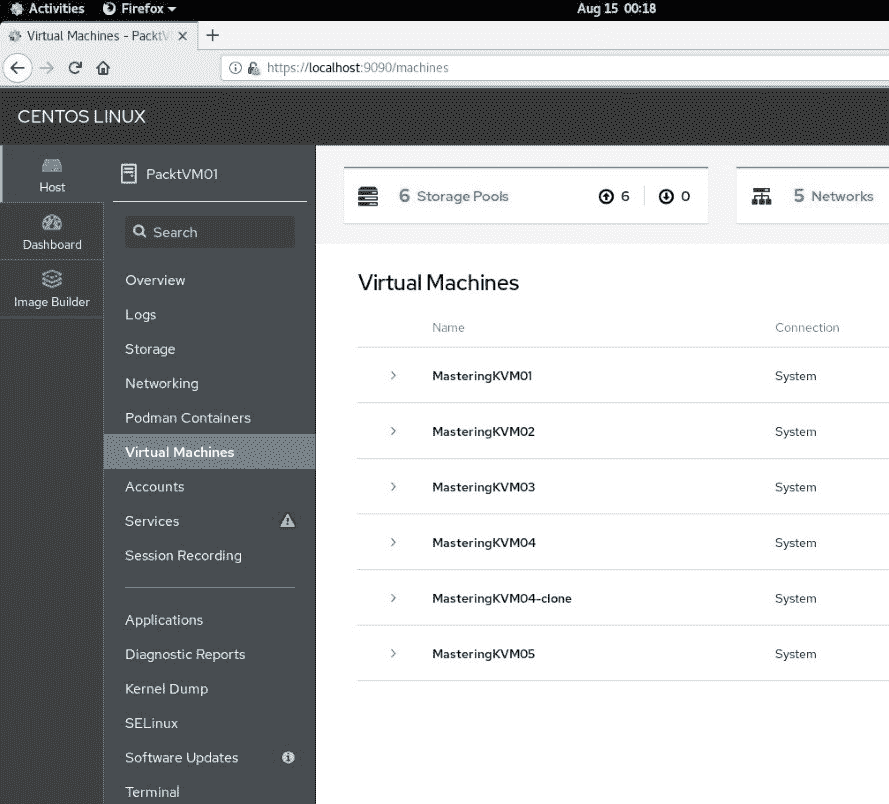 Activities Firefox Aug 15 00:18
Virtual Machines - PacktV
https://localhost:9090/machines
CENTOS LINUX
Host
Dashboard
Image Builder
PacktVM01
Search
Overview
Logs
Storage
Networking
Podman Containers
Virtual Machines
Accounts
Services
Session Recording
Applications
Diagnostic Reports
Kernel Dump
SELinux
Software Updates
Terminal
6 Storage Pools 6 0
5 Networks
Virtual Machines
Name Connection
MasteringKVM01 System
MasteringKVM02 System
MasteringKVM03 System
MasteringKVM04 System
MasteringKVM04-clone System
MasteringKVM05 System